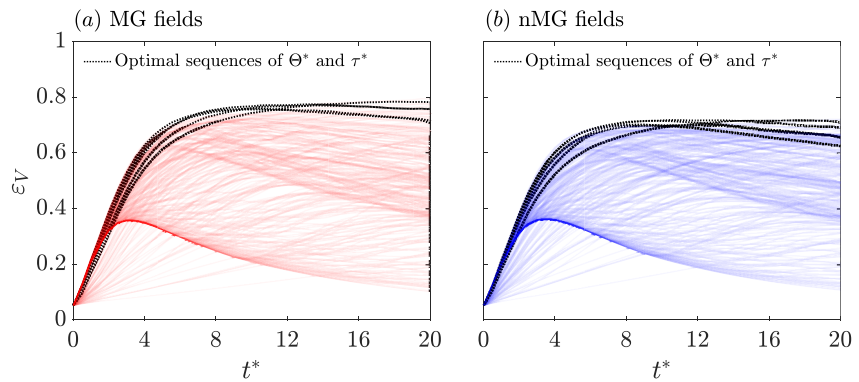 (a) MG fields
(b) nMG fields
1
Optimal sequences of Θ* and τ*
Optimal sequences of Θ* and τ*
0.8
0.6
ε_V
0.4
0.2
0
0 4 8 12 16 20
0 4 8 12 16 20
t*
t*